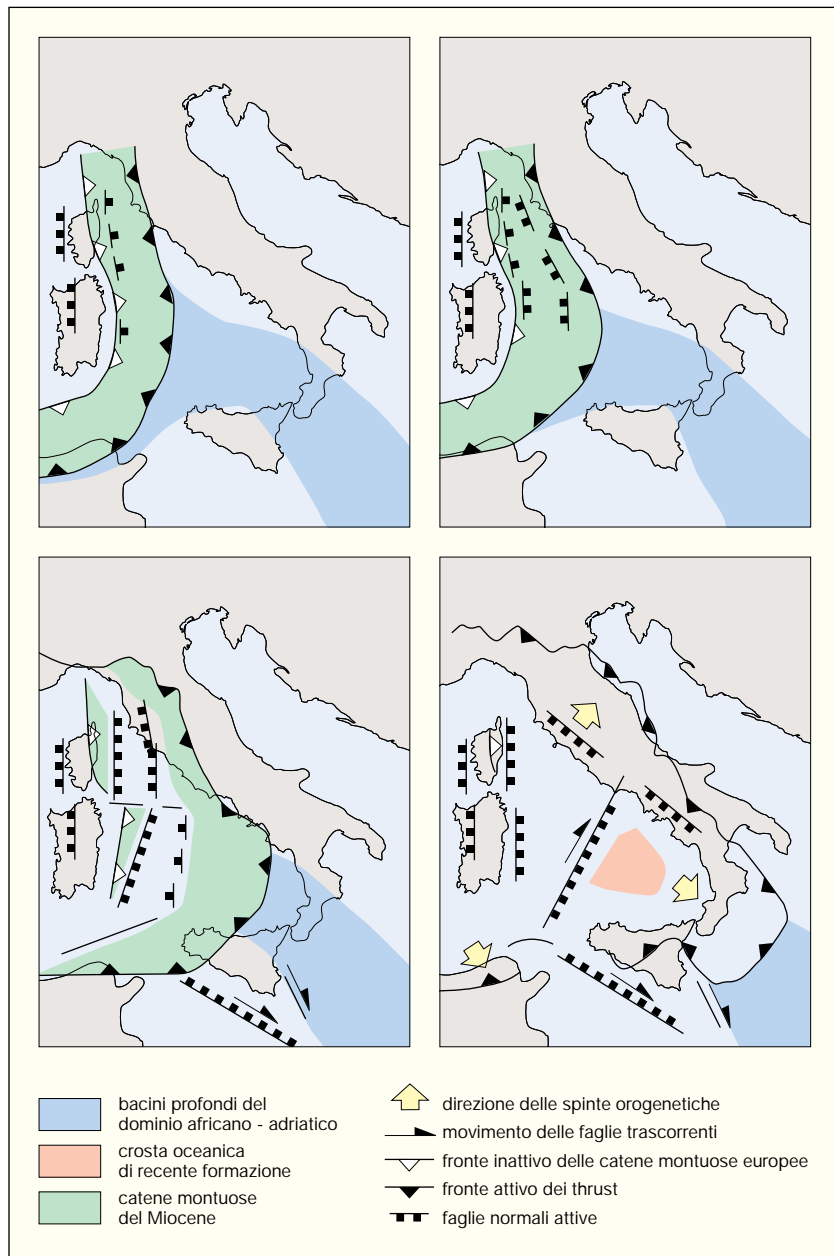 bacini profondi del
dominio africano - adriatico
crosta oceanica
di recente formazione
catene montuose
del Miocene
direzione delle spinte orogenetiche
movimento delle faglie trascorrenti
fronte inattivo delle catene montuose europee
fronte attivo dei thrust
faglie normali attive